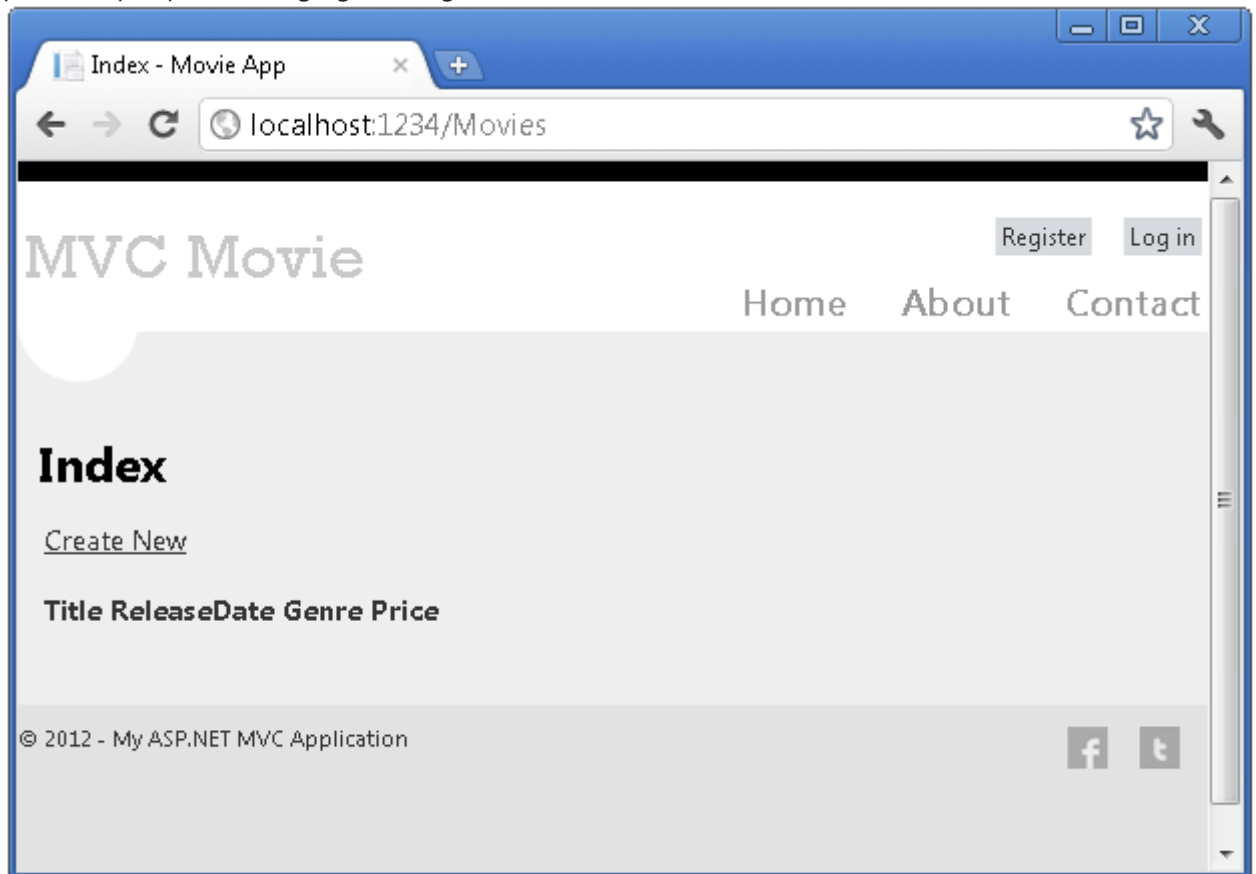 Index - Movie App
localhost:1234/Movies
Register Log in
MVC Movie
Home About Contact
Index
Create New
Title ReleaseDate Genre Price
© 2012 - My ASP.NET MVC Application
f t